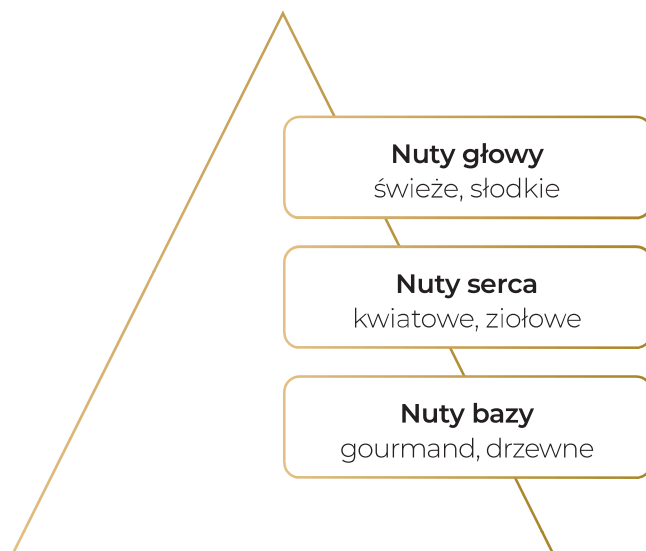 Nuty głowy
świeże, słodkie
Nuty serca
kwiatowe, ziołowe
Nuty bazy
gourmand, drzewne